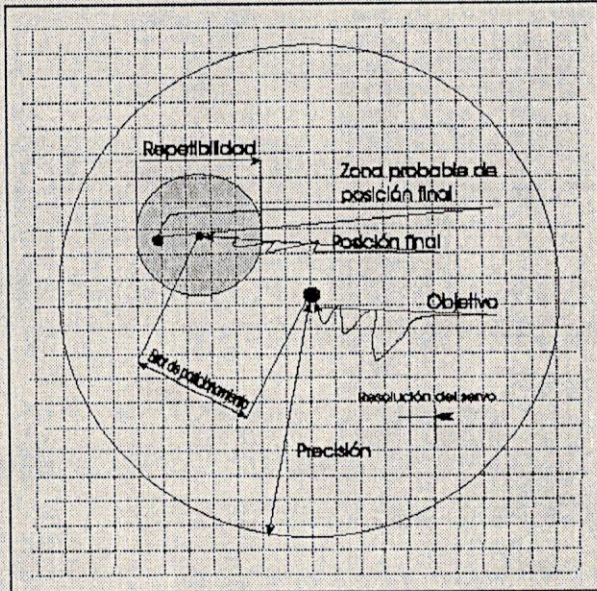 Repetibilidad
Zona probable de
posición final
Posición final
Objetivo
Error de posicionamiento
Resolución del servo
Precisión